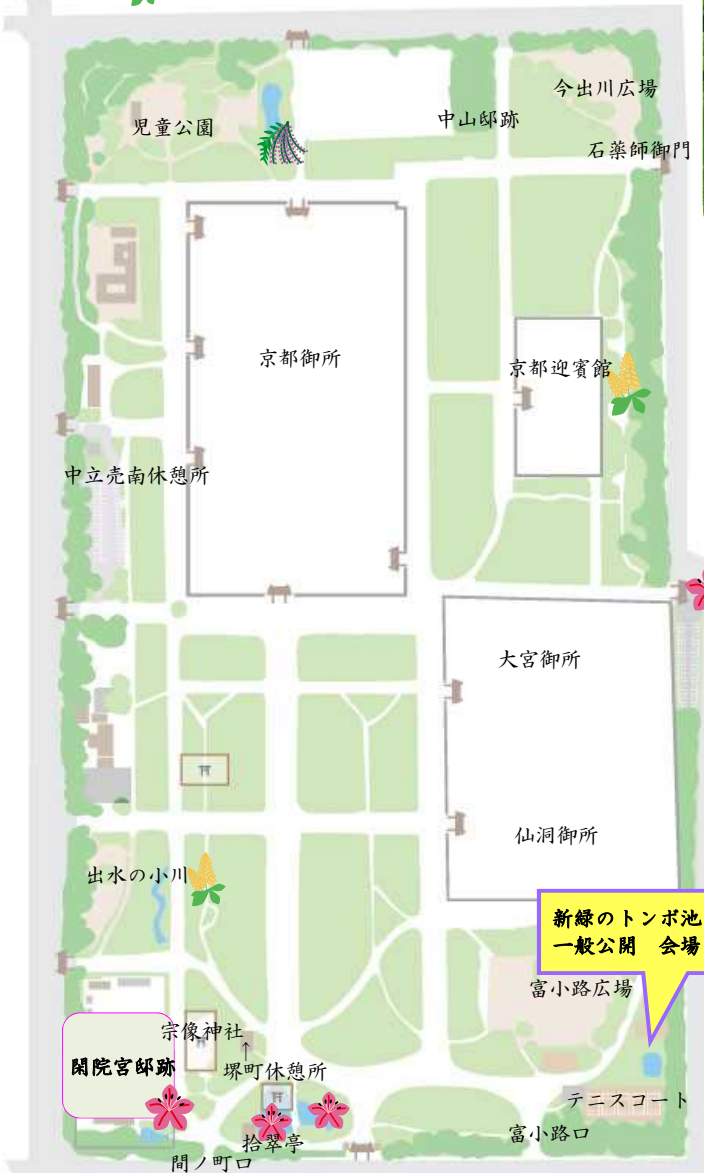 今出川広場
児童公園
中山邸跡
石薬師御門
京都御所
京都迎賓館
中立売南休憩所
大宮御所
仙洞御所
出水の小川
新緑のトンボ池
一般公開　会場
富小路広場
宗像神社
↑
堺町休憩所
閑院宮邸跡
テニスコート
富小路口
拾翠亭
間ノ町口